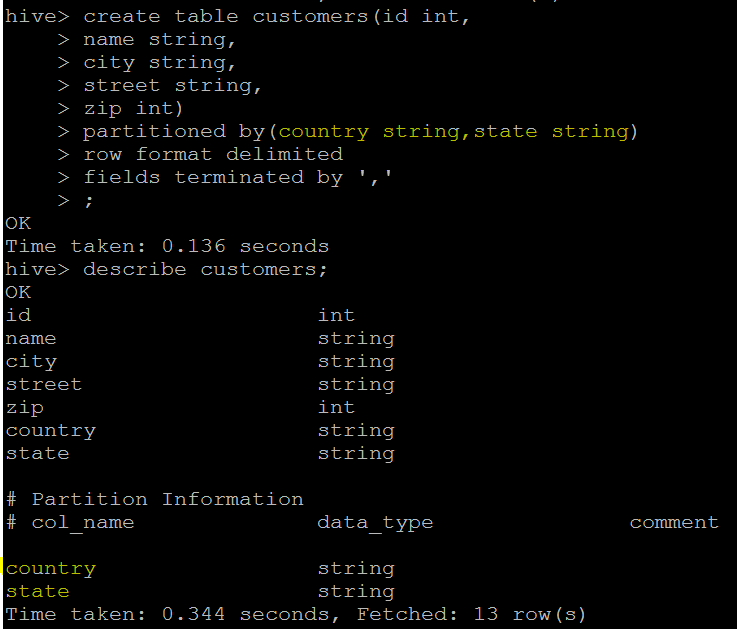 hive> create table customers(id int,
    > name string,
    > city string,
    > street string,
    > zip int)
    > partitioned by(country string,state string)
    > row format delimited
    > fields terminated by ','
    > ;
OK
Time taken: 0.136 seconds
hive> describe customers;
OK
id                      int
name                    string
city                    string
street                  string
zip                     int
country                 string
state                   string

# Partition Information
# col_name              data_type               comment

country                 string
state                   string
Time taken: 0.344 seconds, Fetched: 13 row(s)